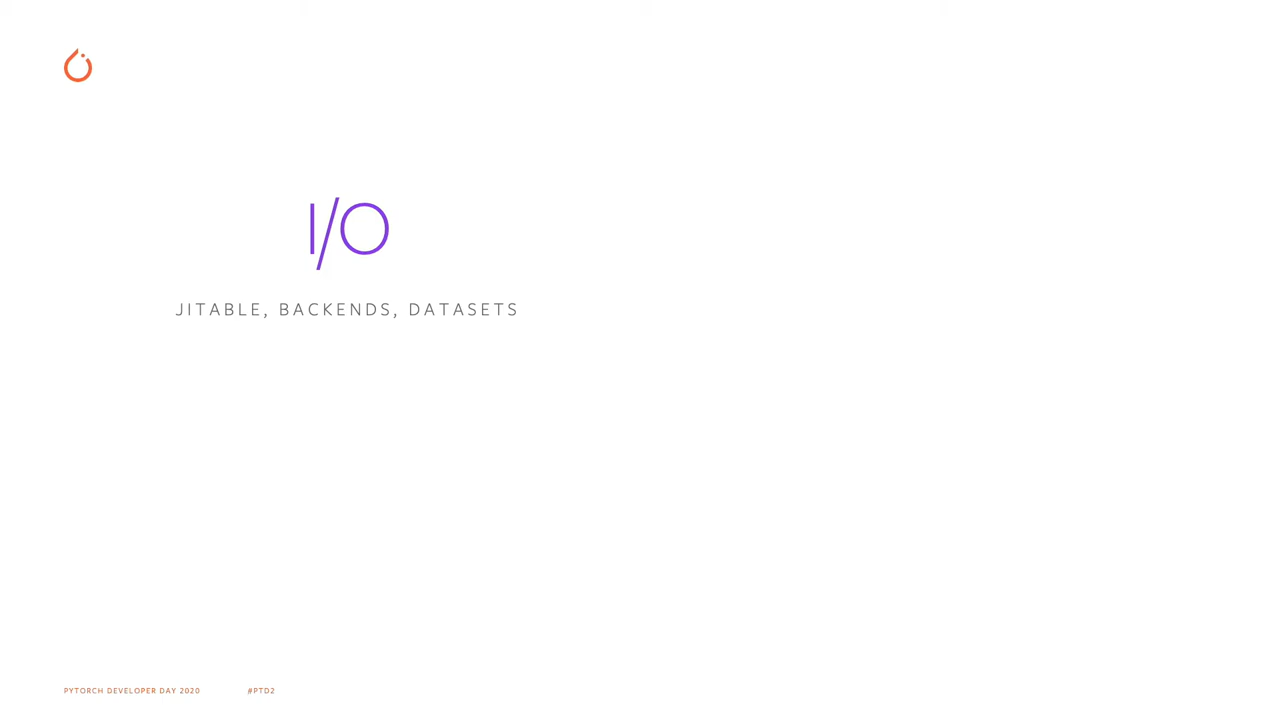 I/O
JITABLE, BACKENDS, DATASETS
PYTORCH DEVELOPER DAY 2020 #PTD2